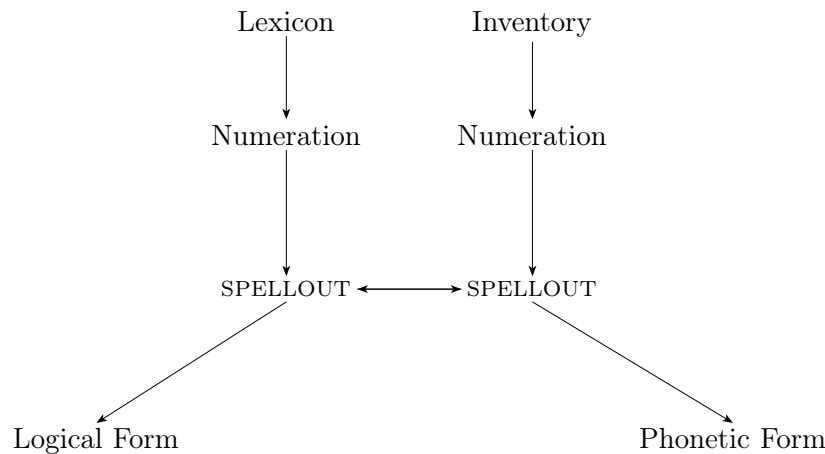 Lexicon Inventory
Numeration Numeration
SPELLOUT SPELLOUT
Logical Form Phonetic Form